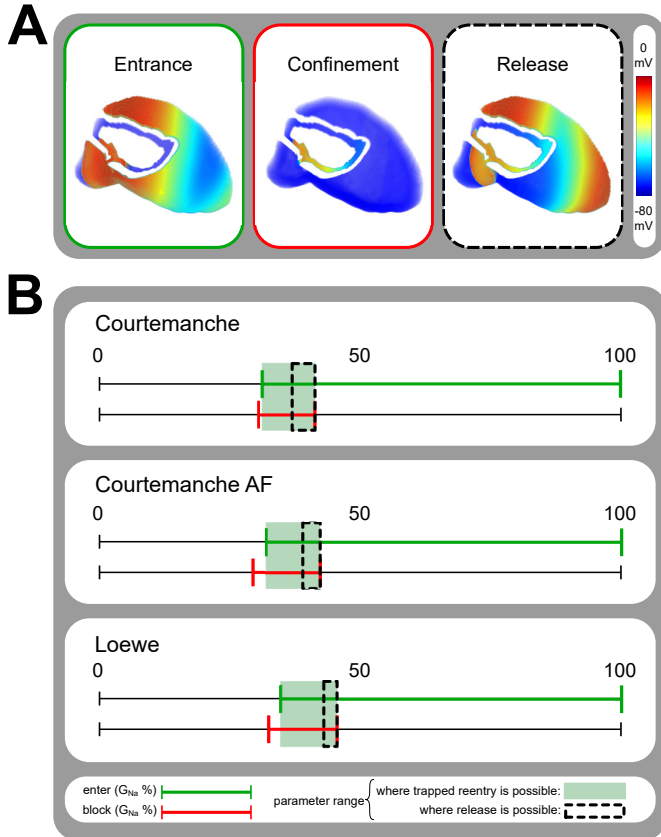 A
Entrance
Confinement
Release
0
mV
-80
mV
B
Courtemanche
0 50 100
Courtemanche AF
0 50 100
Loewe
0 50 100
enter (G_Na %)
block (G_Na %)
parameter range
where trapped reentry is possible:
where release is possible: